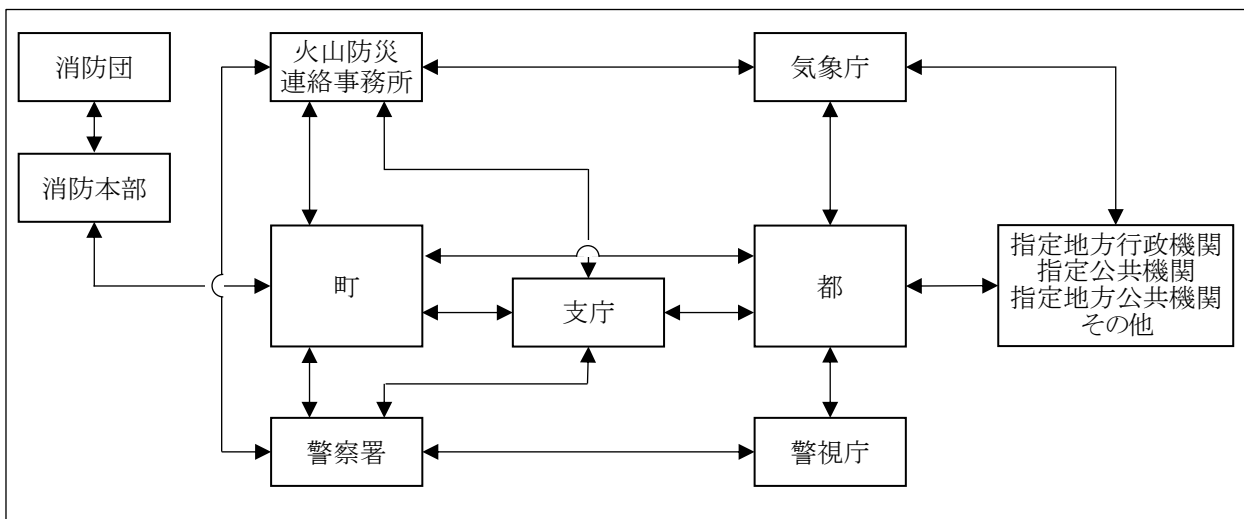 消防団
火山防災
連絡事務所
気象庁
消防本部
町
支庁
都
指定地方行政機関
指定公共機関
指定地方公共機関
その他
警察署
警視庁